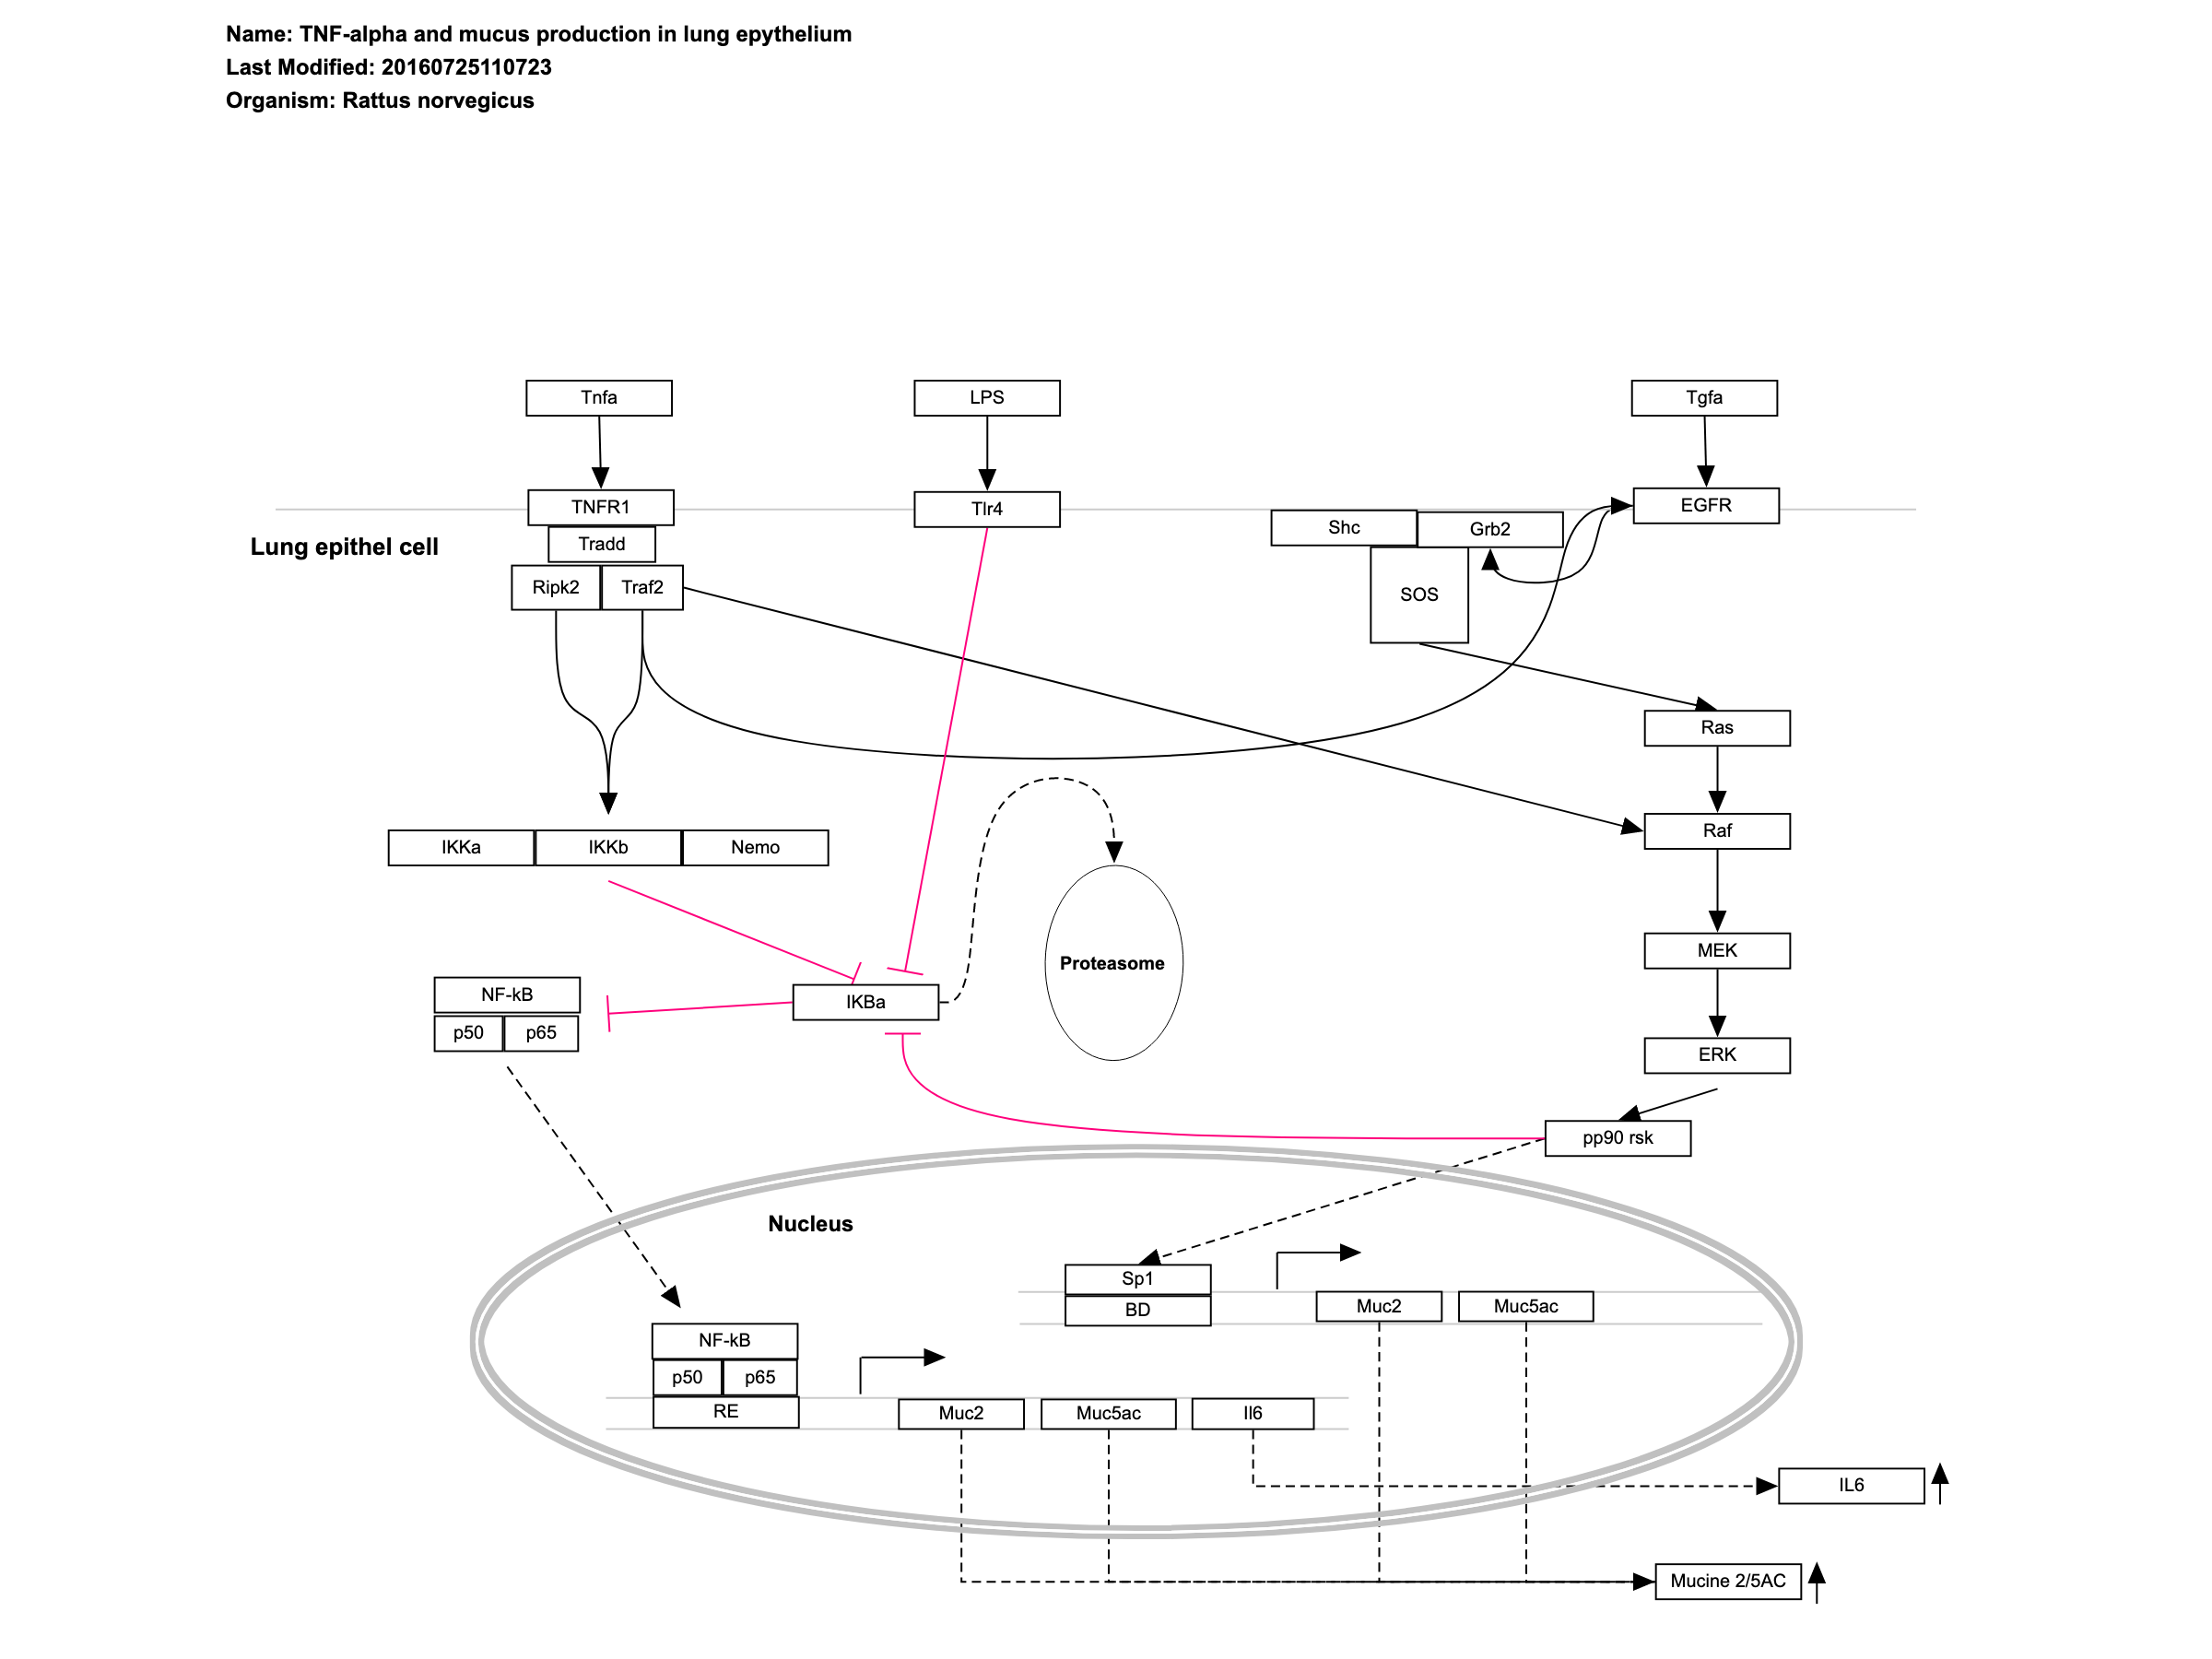 Name: TNF-alpha and mucus production in lung epythelium
Last Modified: 20160725110723
Organism: Rattus norvegicus
Tnfa
LPS
Tgfa
TNFR1
Tlr4
EGFR
Shc
Grb2
Lung epithel cell
Tradd
Ripk2
Traf2
SOS
Ras
Raf
IKKa
IKKb
Nemo
MEK
Proteasome
NF-kB
IKBa
p50
p65
ERK
pp90 rsk
Nucleus
Sp1
BD
Muc2
Muc5ac
NF-kB
p50
p65
RE
Muc2
Muc5ac
Il6
IL6
Mucine 2/5AC